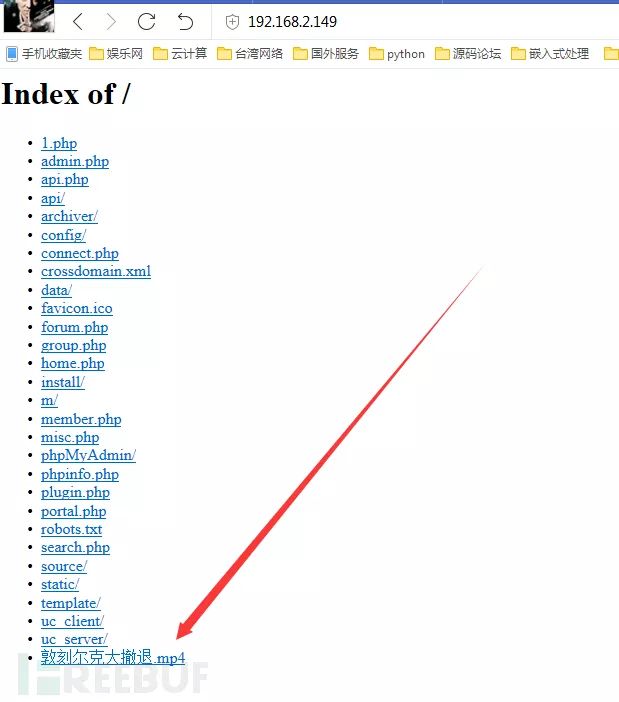 192.168.2.149
手机收藏夹 娱乐网 云计算 台湾网络 国外服务 python 源码论坛 嵌入式处理
Index of /
1.php
admin.php
api.php
api/
archiver/
config/
connect.php
crossdomain.xml
data/
favicon.ico
forum.php
group.php
home.php
install/
m/
member.php
misc.php
phpMyAdmin/
phpinfo.php
plugin.php
portal.php
robots.txt
search.php
source/
static/
template/
uc_client/
uc_server/
敦刻尔克大撤退.mp4
FREEBUF